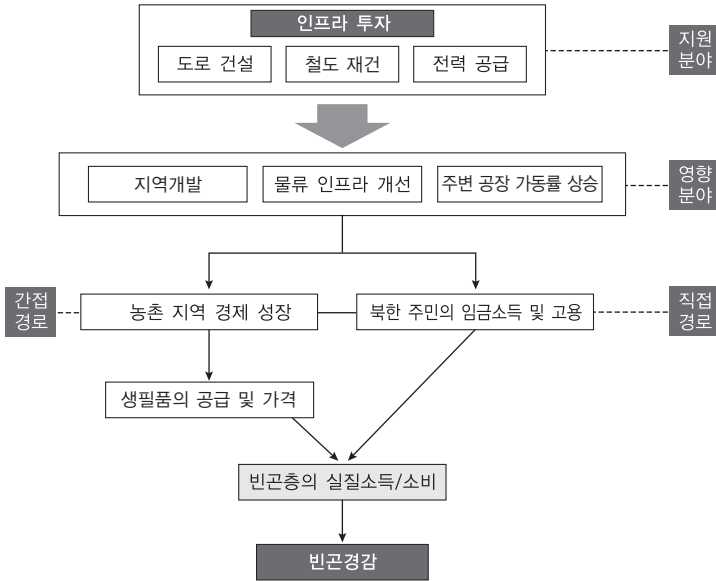 인프라 투자
도로 건설
철도 재건
전력 공급
지원
분야
지역개발
물류 인프라 개선
주변 공장 가동률 상승
영향
분야
간접
경로
농촌 지역 경제 성장
북한 주민의 임금소득 및 고용
직접
경로
생필품의 공급 및 가격
빈곤층의 실질소득/소비
빈곤경감